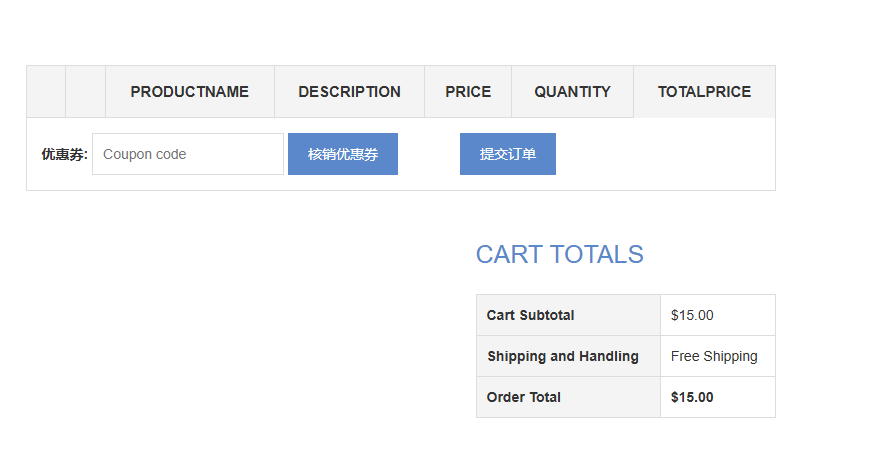 PRODUCTNAME DESCRIPTION PRICE QUANTITY TOTALPRICE
优惠券: Coupon code 核销优惠券 提交订单
CART TOTALS
Cart Subtotal $15.00
Shipping and Handling Free Shipping
Order Total $15.00